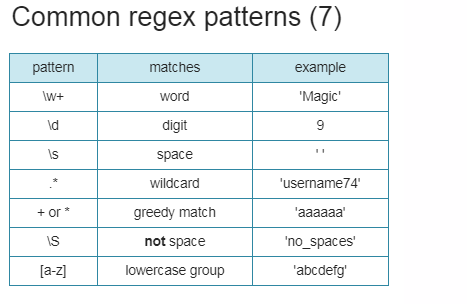 Common regex patterns (7)
pattern matches example
\w+ word 'Magic'
\d digit 9
\s space ' '
.* wildcard 'username74'
+ or * greedy match 'aaaaaa'
\S not space 'no_spaces'
[a-z] lowercase group 'abcdefg'